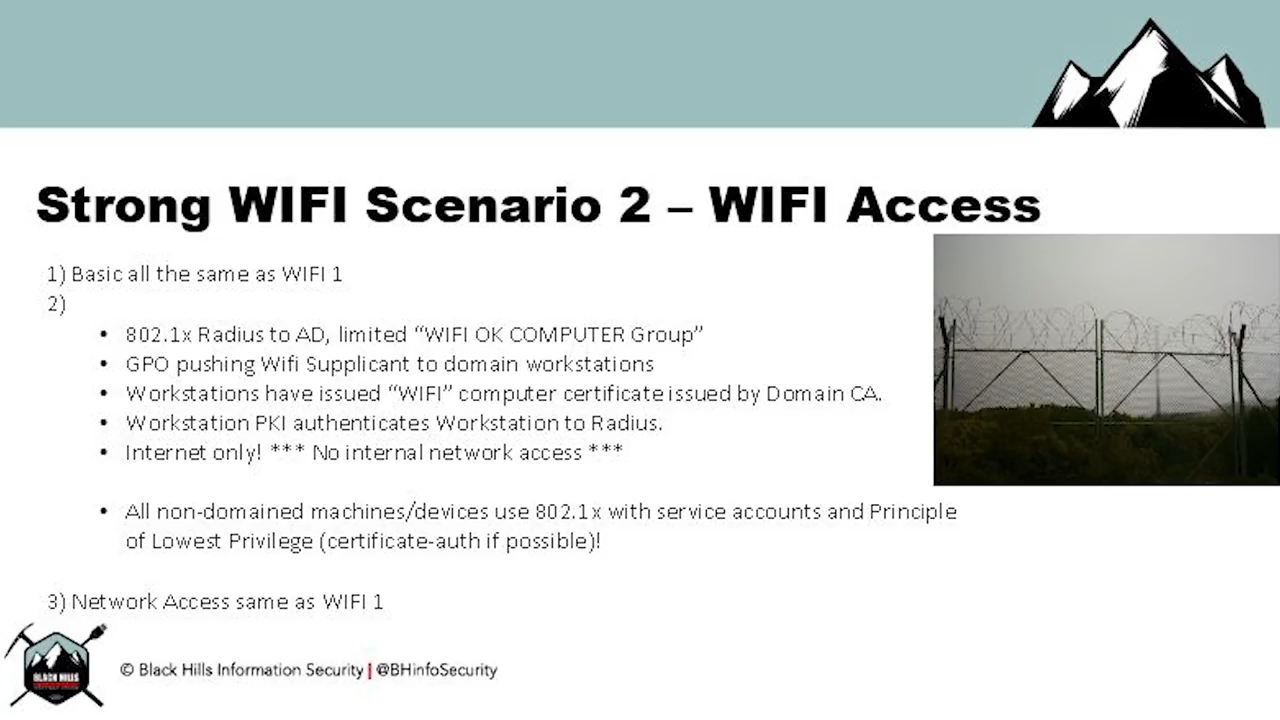 Strong WIFI Scenario 2 – WIFI Access
1) Basic all the same as WIFI 1
2)
• 802.1x Radius to AD, limited “WIFI OK COMPUTER Group”
• GPO pushing Wifi Supplicant to domain workstations
• Workstations have issued “WIFI” computer certificate issued by Domain CA.
• Workstation PKI authenticates Workstation to Radius.
• Internet only! *** No internal network access ***
• All non-domained machines/devices use 802.1x with service accounts and Principle
of Lowest Privilege (certificate-auth if possible)!
3) Network Access same as WIFI 1
BLACK HILLS
© Black Hills Information Security | @BHinfoSecurity